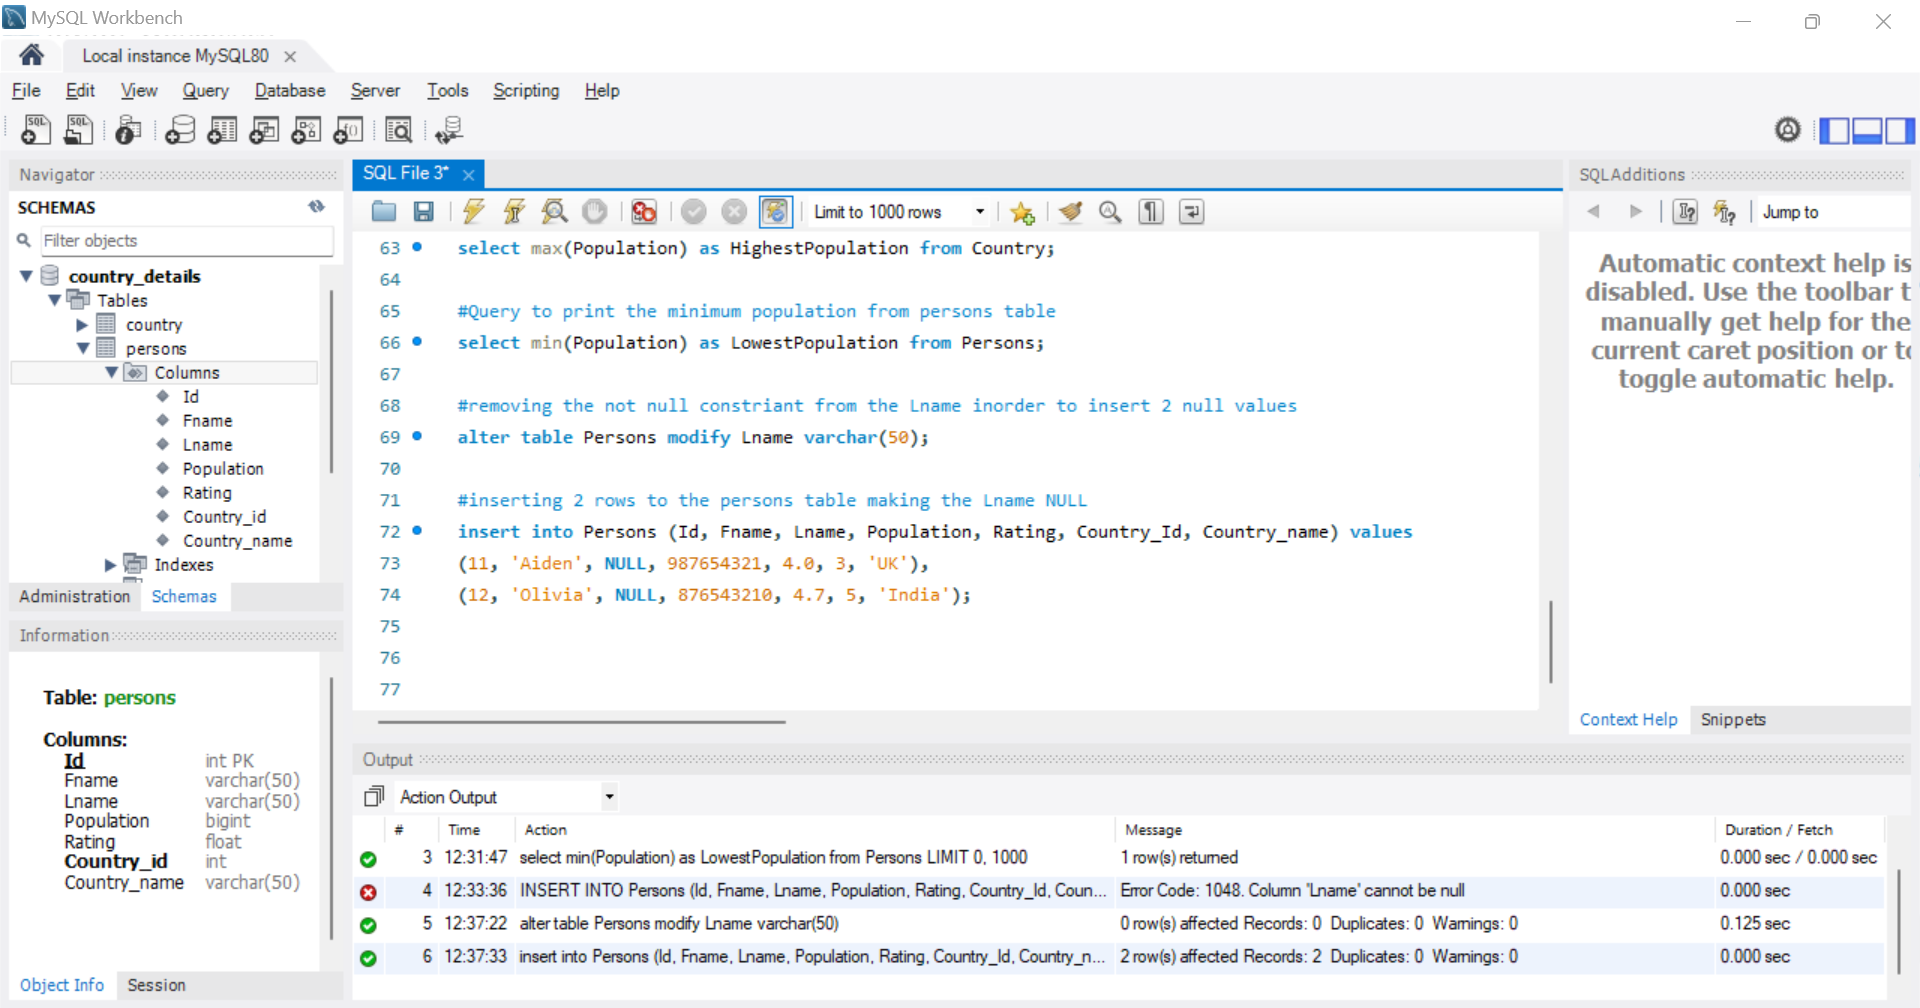 MySQL Workbench
Local instance MySQL80
File Edit View Query Database Server Tools Scripting Help
Navigator
SCHEMAS
Filter objects
country_details
Tables
country
persons
Columns
Id
Fname
Lname
Population
Rating
Country_id
Country_name
Indexes
Administration Schemas
Information
Table: persons
Columns:
Id int PK
Fname varchar(50)
Lname varchar(50)
Population bigint
Rating float
Country_id int
Country_name varchar(50)
Object Info Session
SQL File 3*
Limit to 1000 rows
63 select max(Population) as HighestPopulation from Country;
64
65 #Query to print the minimum population from persons table
66 select min(Population) as LowestPopulation from Persons;
67
68 #removing the not null constriant from the Lname inorder to insert 2 null values
69 alter table Persons modify Lname varchar(50);
70
71 #inserting 2 rows to the persons table making the Lname NULL
72 insert into Persons (Id, Fname, Lname, Population, Rating, Country_Id, Country_name) values
73 (11, 'Aiden', NULL, 987654321, 4.0, 3, 'UK'),
74 (12, 'Olivia', NULL, 876543210, 4.7, 5, 'India');
75
76
77
SQLAdditions
Jump to
Automatic context help is
disabled. Use the toolbar t
manually get help for the
current caret position or to
toggle automatic help.
Context Help Snippets
Output
Action Output
# Time Action Message Duration / Fetch
3 12:31:47 select min(Population) as LowestPopulation from Persons LIMIT 0, 1000 1 row(s) returned 0.000 sec / 0.000 sec
4 12:33:36 INSERT INTO Persons (Id, Fname, Lname, Population, Rating, Country_Id, Coun... Error Code: 1048. Column 'Lname' cannot be null 0.000 sec
5 12:37:22 alter table Persons modify Lname varchar(50) 0 row(s) affected Records: 0 Duplicates: 0 Warnings: 0 0.125 sec
6 12:37:33 insert into Persons (Id, Fname, Lname, Population, Rating, Country_Id, Country_n... 2 row(s) affected Records: 2 Duplicates: 0 Warnings: 0 0.000 sec